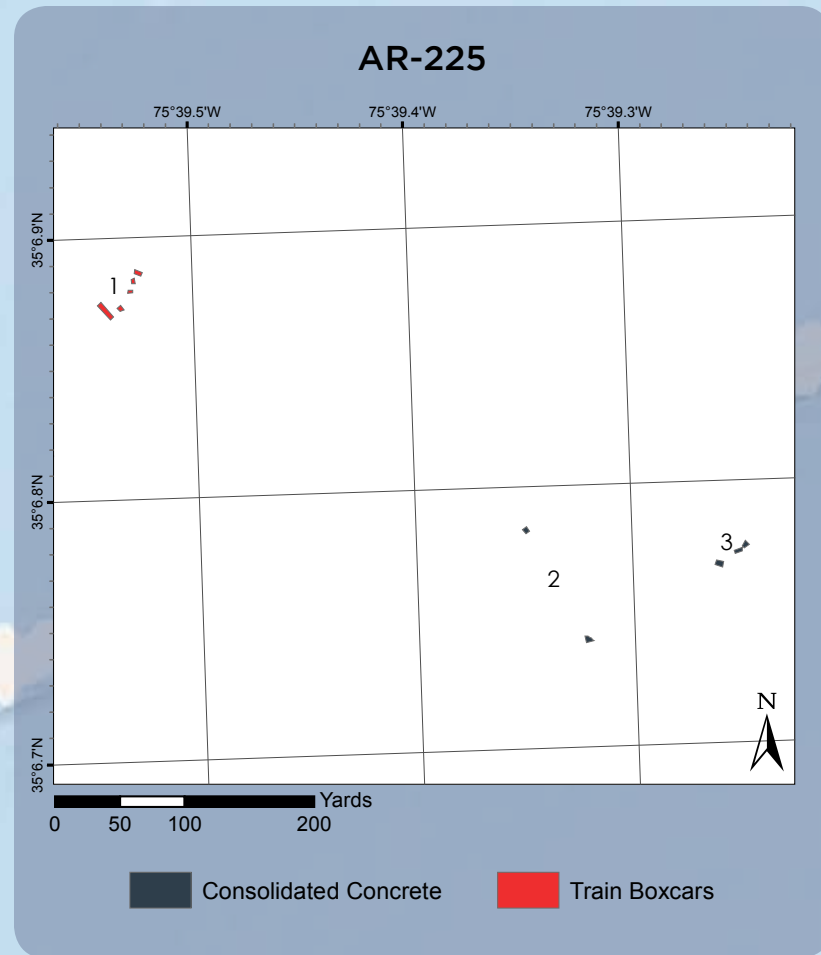 AR-225
75°39.5'W 75°39.4'W 75°39.3'W
35°6.9'N
1
35°6.8'N
3
2
N
35°6.7'N
Yards
0 50 100 200
Consolidated Concrete Train Boxcars